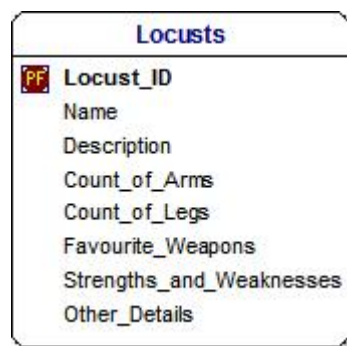 Locusts
PF Locust_ID
Name
Description
Count_of_Arms
Count_of_Legs
Favourite_Weapons
Strengths_and_Weaknesses
Other_Details